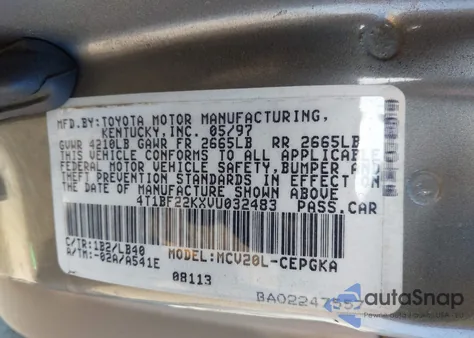 MFD.BY:TOYOTA MOTOR MANUFACTURING,
KENTUCKY, INC. 05/97
GVWR 4210LB GAWR FR 2665LB RR 2665LB
THIS VEHICLE CONFORMS TO ALL APPLICABLE
FEDERAL MOTOR VEHICLE SAFETY, BUMPER AND
THEFT PREVENTION STANDARDS IN EFFECT ON
THE DATE OF MANUFACTURE SHOWN ABOVE.
4T1BF22KXVU032483 PASS.CAR
C/TR:1B2/LB40 MODEL:MCV20L-CEPGKA
A/TM:-02A/A541E
08113
autoSnap